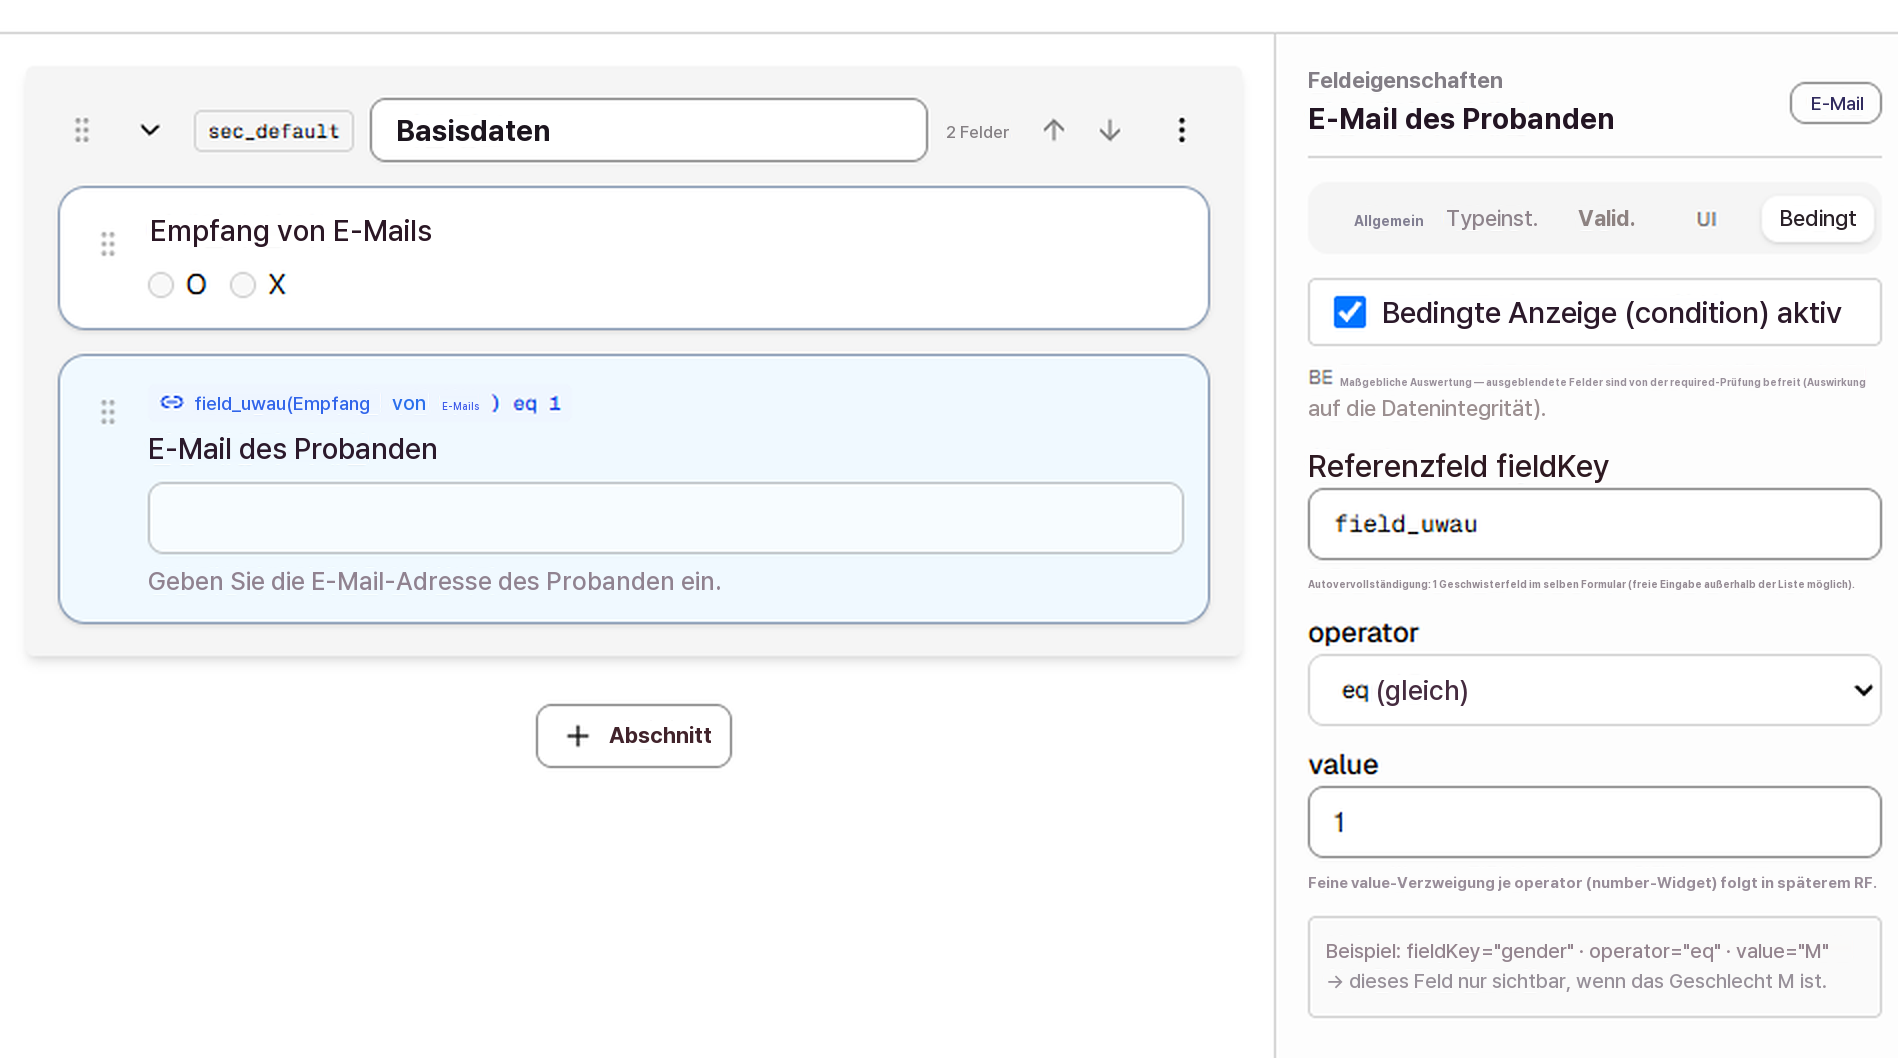 sec_default
Basisdaten
2 Felder
Empfang von E-Mails
O X
field_uwau(Empfang von E-Mails ) eq 1
E-Mail des Probanden
Geben Sie die E-Mail-Adresse des Probanden ein.
Abschnitt
Feldeigenschaften
E-Mail des Probanden
E-Mail
Allgemein Typeinst. Valid. UI Bedingt
Bedingte Anzeige (condition) aktiv
BE Maßgebliche Auswertung — ausgeblendete Felder sind von der required-Prüfung befreit (Auswirkung
auf die Datenintegrität).
Referenzfeld fieldKey
field_uwau
Autovervollständigung: 1 Geschwisterfeld im selben Formular (freie Eingabe außerhalb der Liste möglich).
operator
eq (gleich)
value
1
Feine value-Verzweigung je operator (number-Widget) folgt in späterem RF.
Beispiel: fieldKey="gender" · operator="eq" · value="M"
→ dieses Feld nur sichtbar, wenn das Geschlecht M ist.